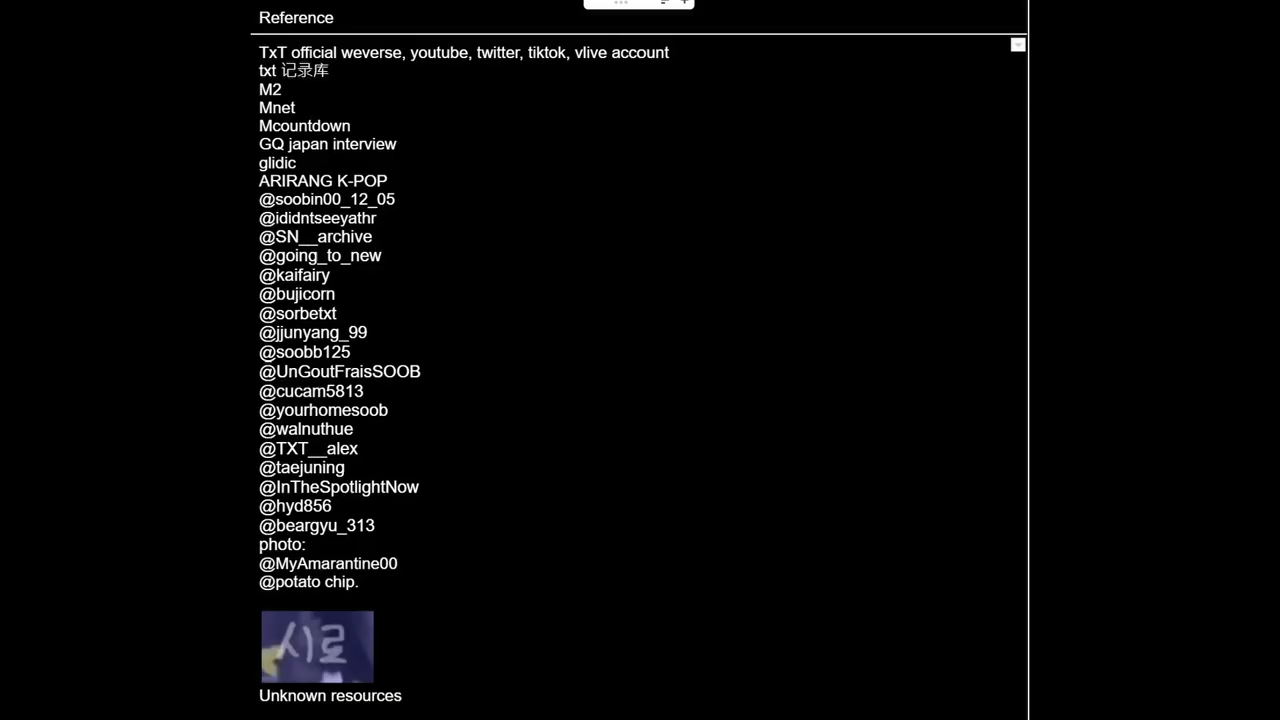 Reference
TxT official weverse, youtube, twitter, tiktok, vlive account
txt 记录库
M2
Mnet
Mcountdown
GQ japan interview
glidic
ARIRANG K-POP
@soobin00_12_05
@ididntseeyathr
@SN__archive
@going_to_new
@kaifairy
@bujicorn
@sorbetxt
@jjunyang_99
@soobb125
@UnGoutFraisSOOB
@cucam5813
@yourhomesoob
@walnuthue
@TXT__alex
@taejuning
@InTheSpotlightNow
@hyd856
@beargyu_313
photo:
@MyAmarantine00
@potato chip.
시로
Unknown resources